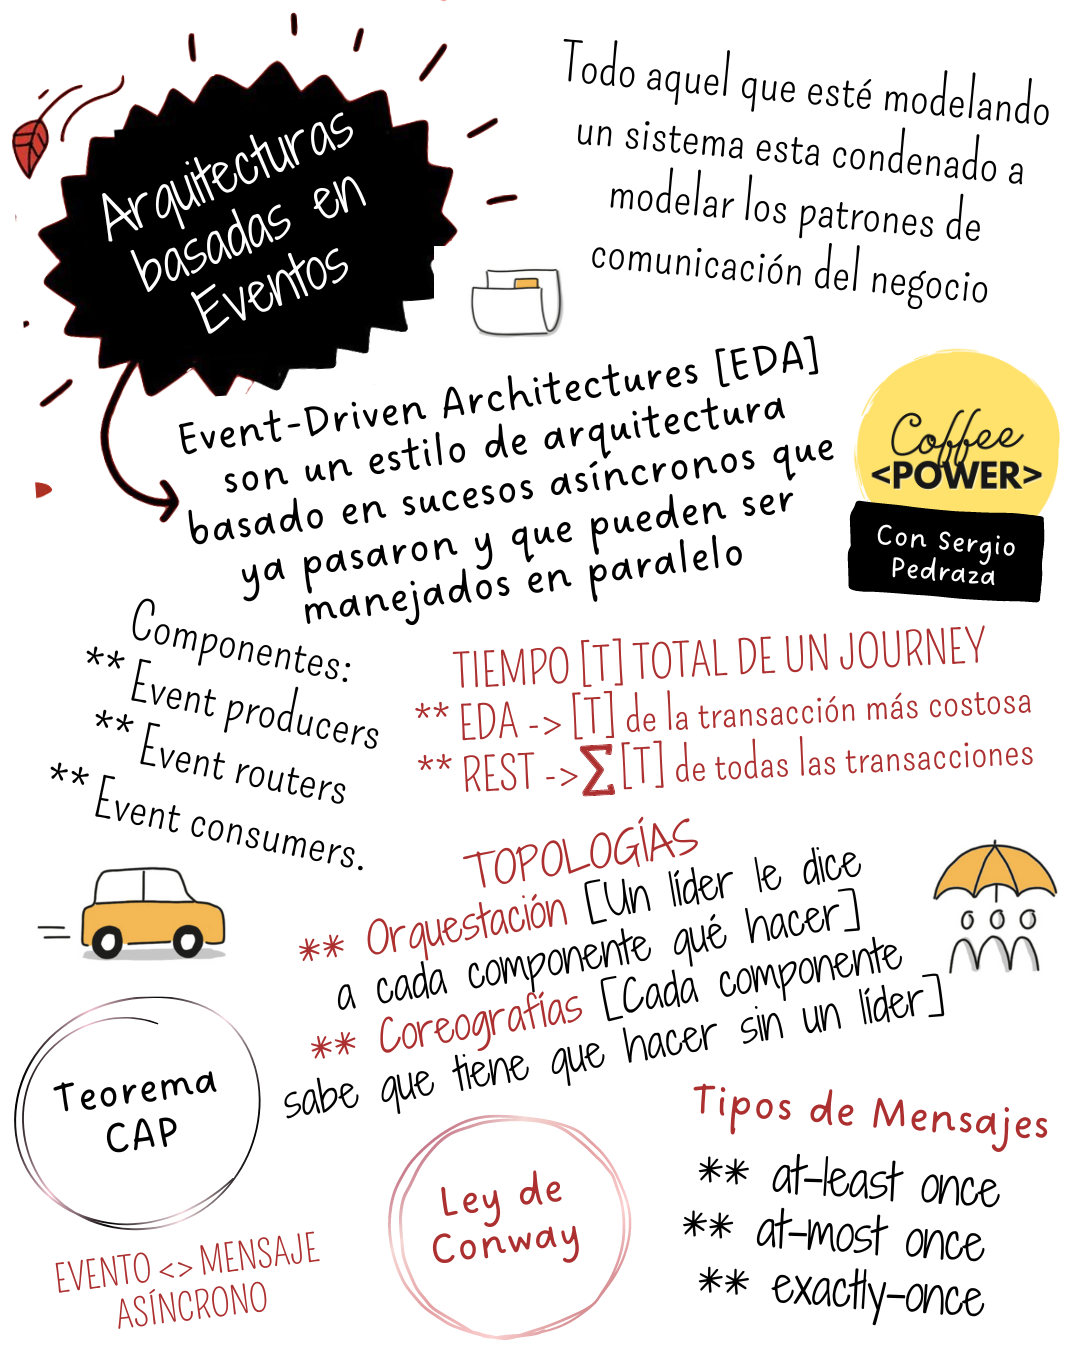 Arquitecturas
basadas en
Eventos
Todo aquel que esté modelando
un sistema esta condenado a
modelar los patrones de
comunicación del negocio
Event-Driven Architectures [EDA]
son un estilo de arquitectura
basado en sucesos asíncronos que
ya pasaron y que pueden ser
manejados en paralelo
Coffee
<POWER>
Con Sergio
Pedraza
Componentes:
** Event producers
** Event routers
** Event consumers.
TIEMPO [T] TOTAL DE UN JOURNEY
** EDA -> [T] de la transacción más costosa
** REST -> Σ [T] de todas las transacciones
TOPOLOGÍAS
** Orquestación [Un líder le dice
a cada componente qué hacer]
** Coreografías [Cada componente
sabe que tiene que hacer sin un líder]
Teorema
CAP
EVENTO <> MENSAJE
ASÍNCRONO
Ley de
Conway
Tipos de Mensajes
** at-least once
** at-most once
** exactly-once